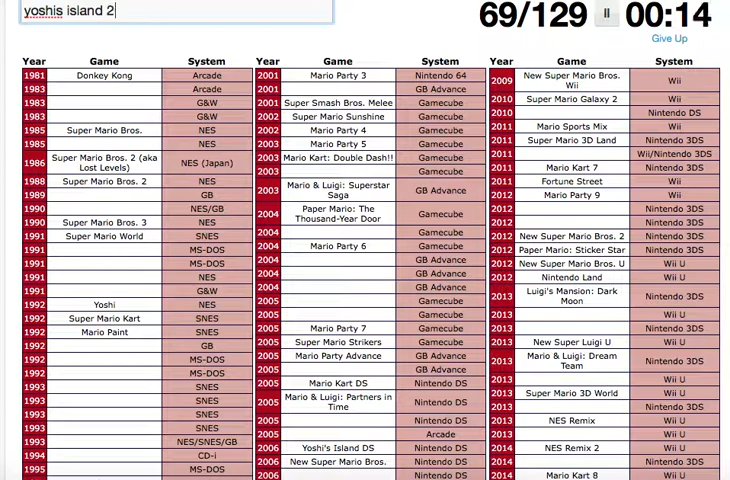 yoshis island 2
69/129 II 00:14
Give Up
Year Game System Year Game System Year Game System
1981 Donkey Kong Arcade
1983 Arcade
1983 G&W
1983 G&W
1985 Super Mario Bros. NES
1986 Super Mario Bros. 2 (aka
Lost Levels) NES (Japan)
1988 Super Mario Bros. 2 NES
1989 GB
1990 NES/GB
1990 Super Mario Bros. 3 NES
1991 Super Mario World SNES
1991 MS-DOS
1991 MS-DOS
1991 NES
1991 G&W
1992 Yoshi NES
1992 Super Mario Kart SNES
1992 Mario Paint SNES
1992 GB
1992 MS-DOS
1992 MS-DOS
1993 SNES
1993 SNES
1993 SNES
1993 SNES
1993 NES/SNES/GB
1994 CD-i
1995 MS-DOS
2001 Mario Party 3 Nintendo 64
2001 GB Advance
2001 Super Smash Bros. Melee Gamecube
2002 Super Mario Sunshine Gamecube
2002 Mario Party 4 Gamecube
2003 Mario Party 5 Gamecube
2003 Mario Kart: Double Dash!! Gamecube
2003 Gamecube
2003 Mario & Luigi: Superstar
Saga GB Advance
2004 Paper Mario: The
Thousand-Year Door Gamecube
2004 Gamecube
2004 Mario Party 6 Gamecube
2004 GB Advance
2004 GB Advance
2004 GB Advance
2005 Gamecube
2005 Gamecube
2005 Mario Party 7 Gamecube
2005 Super Mario Strikers Gamecube
2005 Mario Party Advance GB Advance
2005 GB Advance
2005 Mario Kart DS Nintendo DS
2005 Mario & Luigi: Partners in
Time Nintendo DS
2005 Nintendo DS
2005 Arcade
2006 Yoshi's Island DS Nintendo DS
2006 New Super Mario Bros. Nintendo DS
2006 Nintendo DS
2009 New Super Mario Bros.
Wii Wii
2010 Super Mario Galaxy 2 Wii
2010 Nintendo DS
2011 Mario Sports Mix Wii
2011 Super Mario 3D Land Nintendo 3DS
2011 Wii/Nintendo 3DS
2011 Mario Kart 7 Nintendo 3DS
2011 Fortune Street Wii
2012 Mario Party 9 Wii
2012 Nintendo 3DS
2012 Nintendo 3DS
2012 New Super Mario Bros. 2 Nintendo 3DS
2012 Paper Mario: Sticker Star Nintendo 3DS
2012 New Super Mario Bros. U Wii U
2012 Nintendo Land Wii U
2013 Luigi's Mansion: Dark
Moon Nintendo 3DS
2013 Wii U
2013 Nintendo 3DS
2013 New Super Luigi U Wii U
2013 Mario & Luigi: Dream
Team Nintendo 3DS
2013 Wii U
2013 Super Mario 3D World Wii U
2013 Nintendo 3DS
2013 NES Remix Wii U
2013 Wii U
2014 NES Remix 2 Wii U
2014 Nintendo 3DS
2014 Mario Kart 8 Wii U